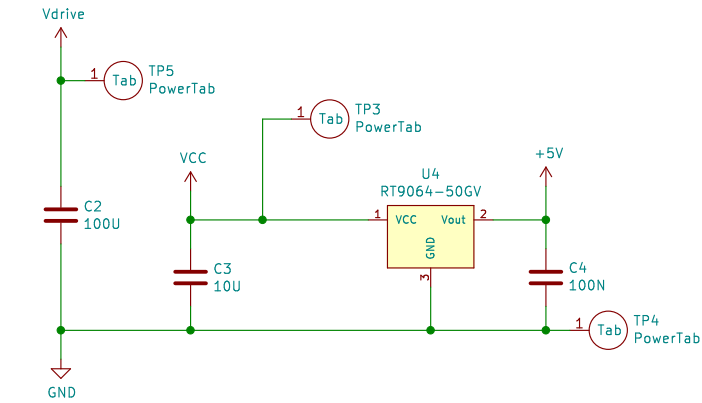 Vdrive
1
Tab
TP5
PowerTab
1
Tab
TP3
PowerTab
VCC
+5V
U4
RT9064-50GV
C2
100U
1
VCC
Vout
2
GND
3
C3
10U
C4
100N
1
Tab
TP4
PowerTab
GND